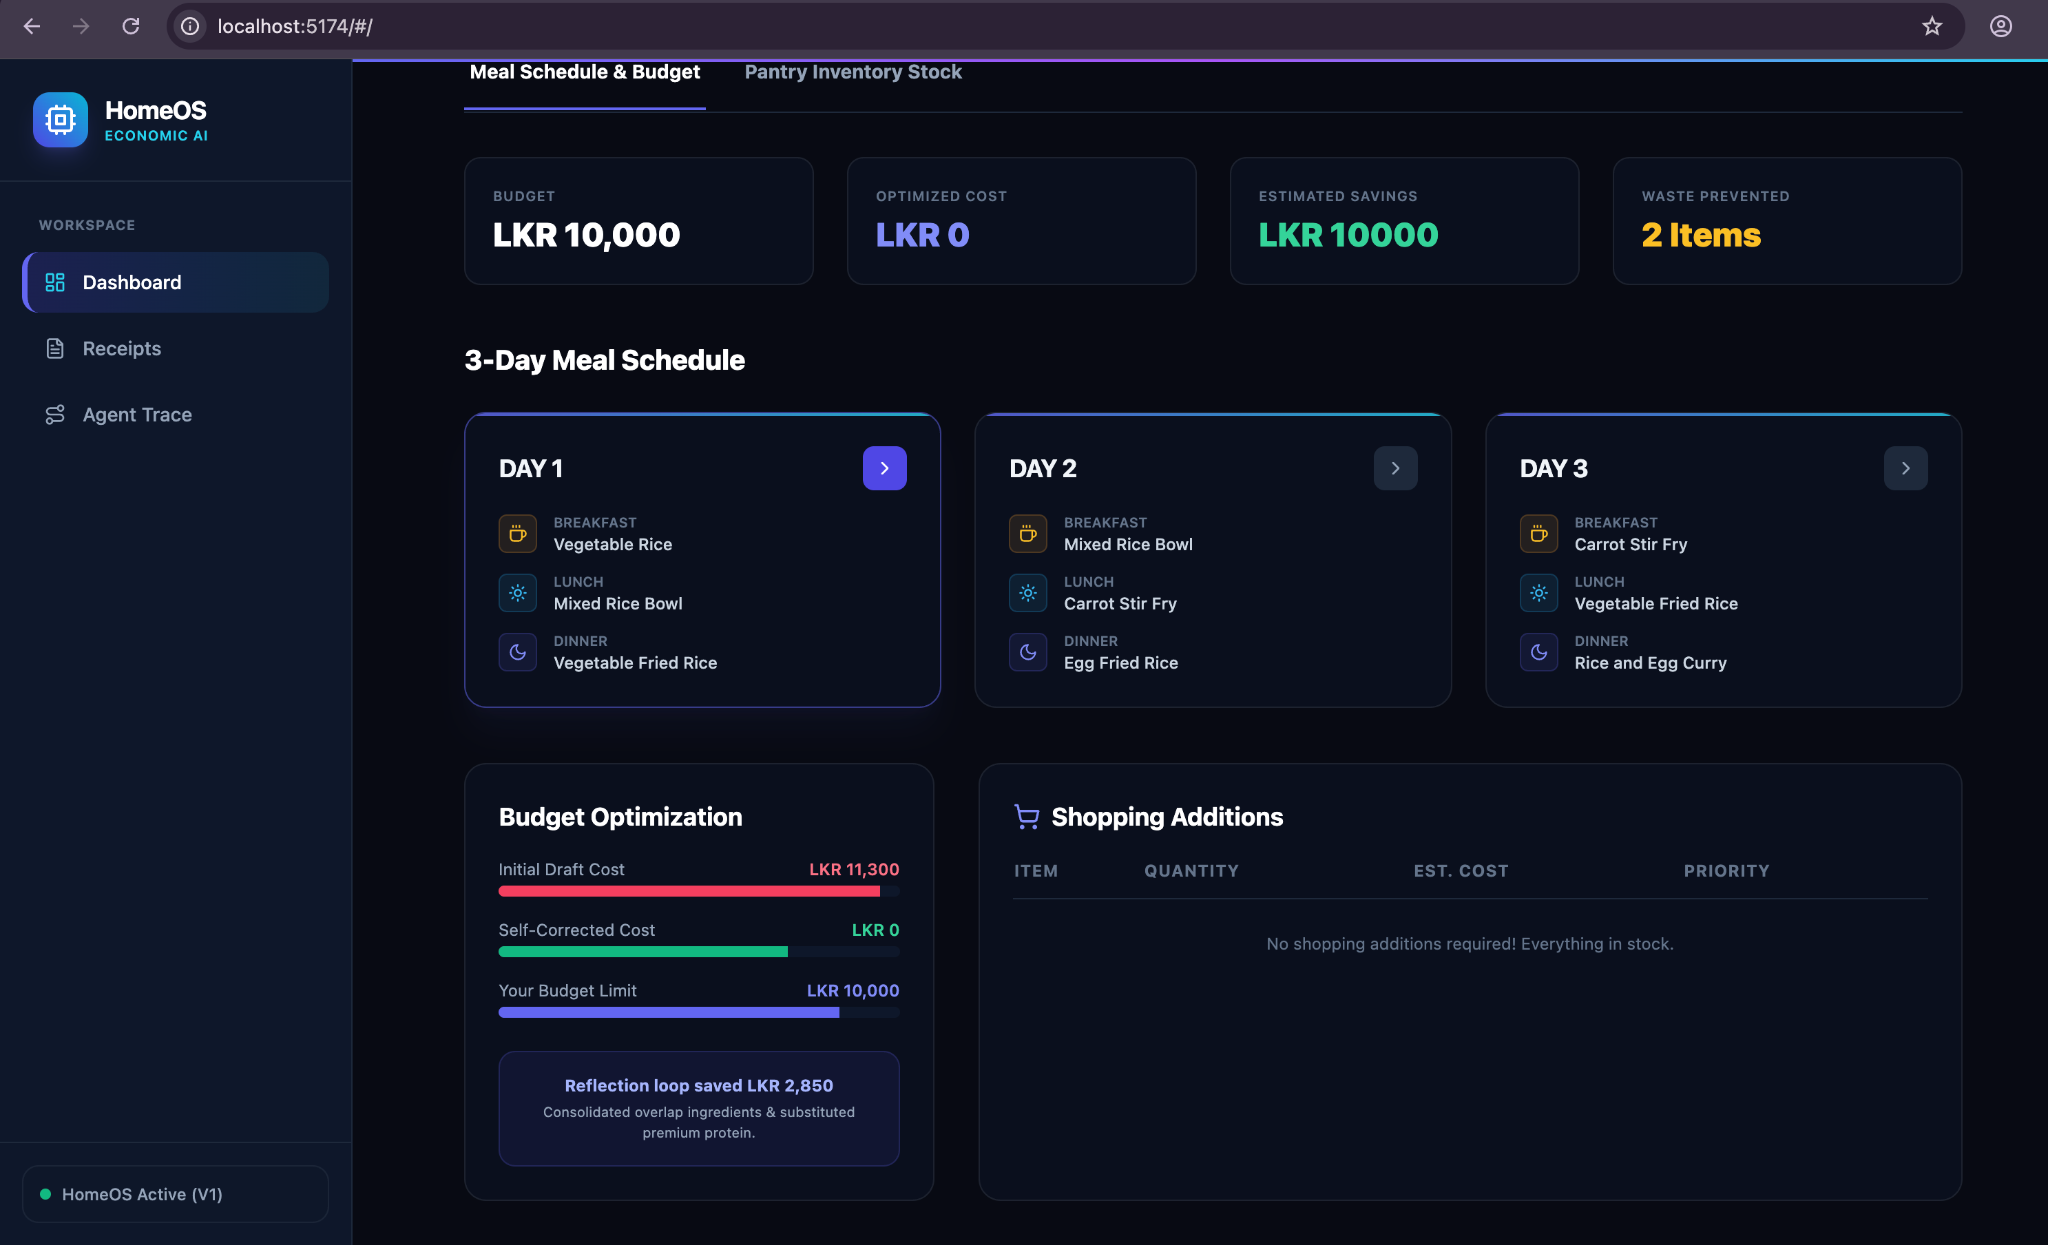 localhost:5174/#/
HomeOS
ECONOMIC AI
WORKSPACE
Dashboard
Receipts
Agent Trace
HomeOS Active (V1)
Meal Schedule & Budget
Pantry Inventory Stock
BUDGET
LKR 10,000
OPTIMIZED COST
LKR 0
ESTIMATED SAVINGS
LKR 10000
WASTE PREVENTED
2 Items
3-Day Meal Schedule
DAY 1
BREAKFAST
Vegetable Rice
LUNCH
Mixed Rice Bowl
DINNER
Vegetable Fried Rice
DAY 2
BREAKFAST
Mixed Rice Bowl
LUNCH
Carrot Stir Fry
DINNER
Egg Fried Rice
DAY 3
BREAKFAST
Carrot Stir Fry
LUNCH
Vegetable Fried Rice
DINNER
Rice and Egg Curry
Budget Optimization
Initial Draft Cost LKR 11,300
Self-Corrected Cost LKR 0
Your Budget Limit LKR 10,000
Reflection loop saved LKR 2,850
Consolidated overlap ingredients & substituted
premium protein.
Shopping Additions
ITEM QUANTITY EST. COST PRIORITY
No shopping additions required! Everything in stock.